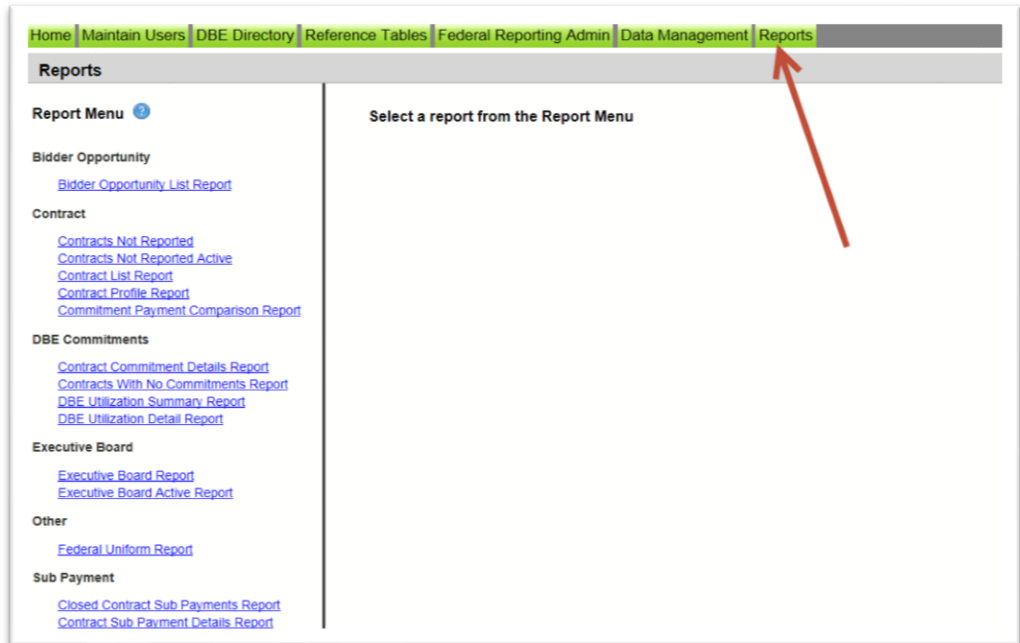 Home Maintain Users DBE Directory Reference Tables Federal Reporting Admin Data Management Reports
Reports
Report Menu ?
Select a report from the Report Menu
Bidder Opportunity
Bidder Opportunity List Report
Contract
Contracts Not Reported
Contracts Not Reported Active
Contract List Report
Contract Profile Report
Commitment Payment Comparison Report
DBE Commitments
Contract Commitment Details Report
Contracts With No Commitments Report
DBE Utilization Summary Report
DBE Utilization Detail Report
Executive Board
Executive Board Report
Executive Board Active Report
Other
Federal Uniform Report
Sub Payment
Closed Contract Sub Payments Report
Contract Sub Payment Details Report